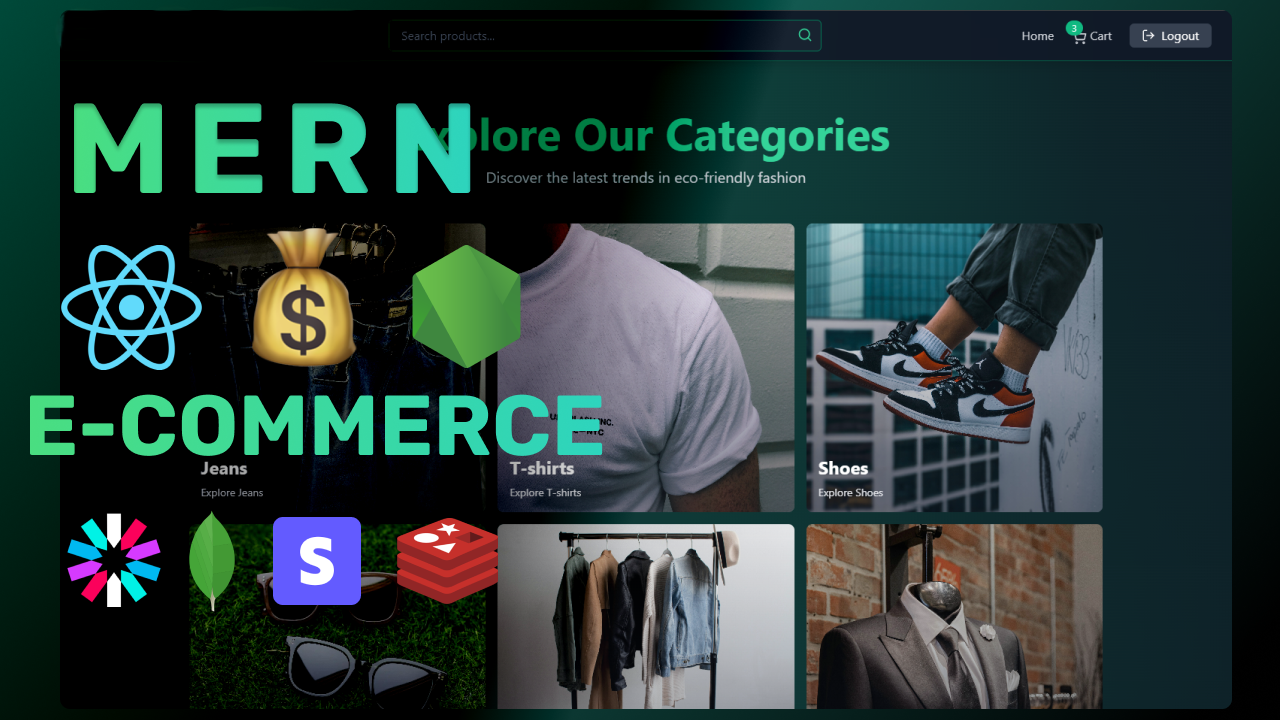 Search products...
Home
3
Cart
Logout
MERN
plore Our Categories
Discover the latest trends in eco-friendly fashion
$
E-COMMERCE
Jeans
Explore Jeans
T-shirts
Explore T-shirts
Shoes
Explore Shoes
S